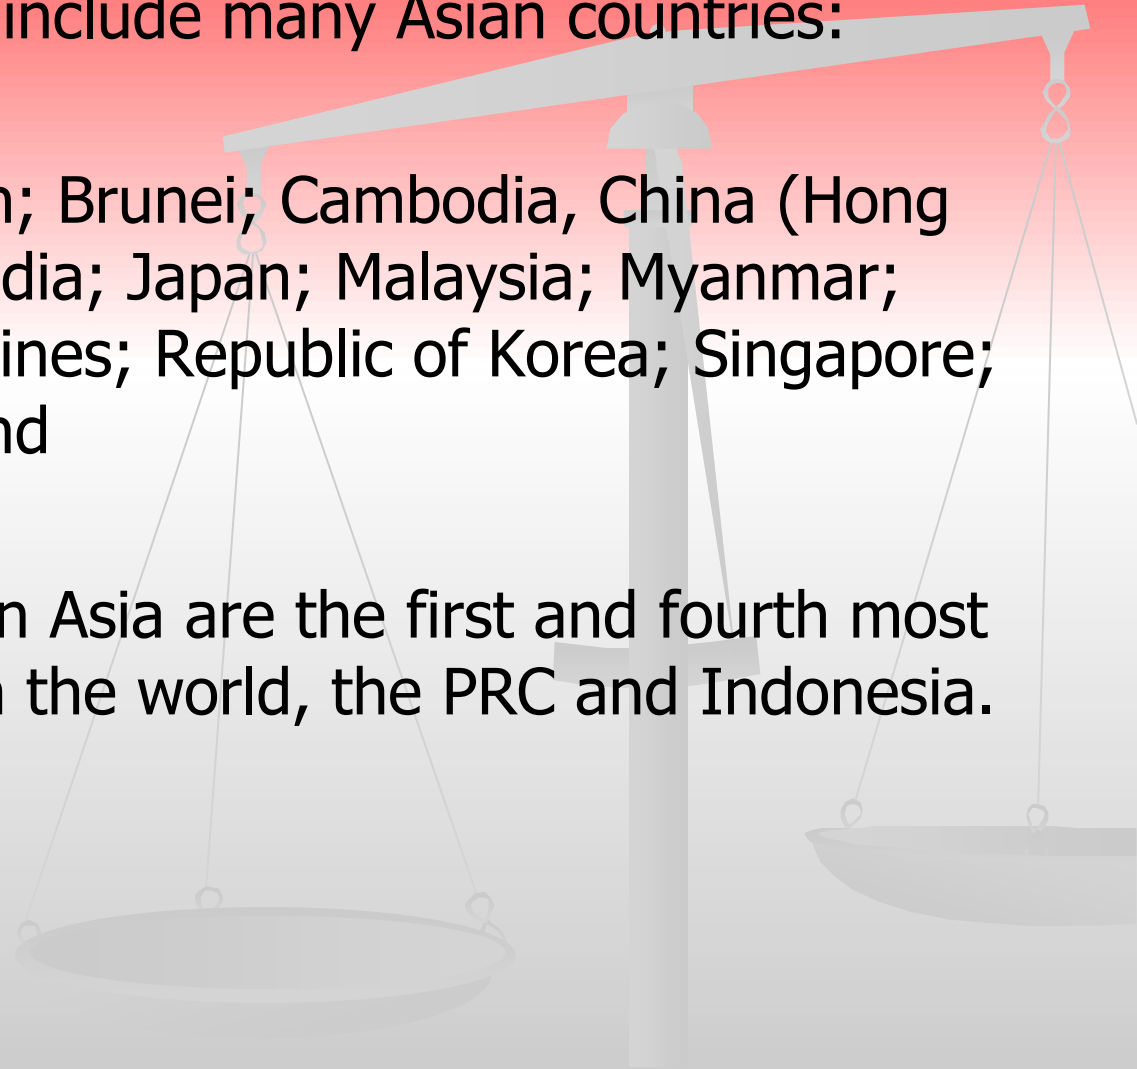 include many Asian countries:
n; Brunei; Cambodia, China (Hong
dia; Japan; Malaysia; Myanmar;
ines; Republic of Korea; Singapore;
nd
n Asia are the first and fourth most
the world, the PRC and Indonesia.